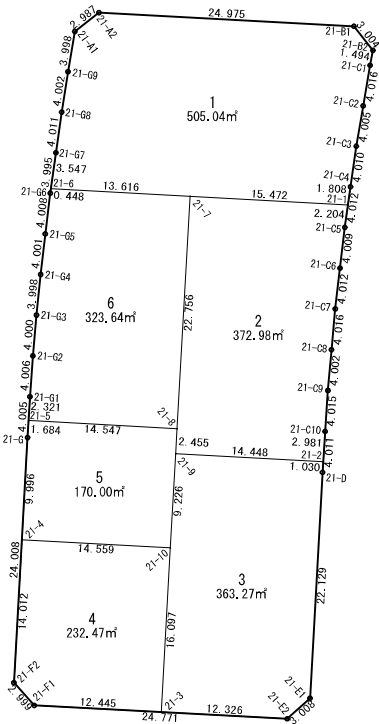 2.987
24.975
21-A2
21-A1
21-B1
3.004
21-B2
1.494
21-C1
3.998
21-G9
4.016
4.002
21-G8
21-C2
4.005
1
505.04㎡
4.011
21-C3
21-G7
3.547
4.010
3.995
21-C4
21-6
1.808
21-G6
0.448
13.616
15.472
21-1
4.012
21-7
2.204
21-C5
4.008
21-G5
4.009
4.001
21-C6
21-G4
4.012
22.756
6
323.64㎡
3.998
21-G3
21-C7
2
372.98㎡
4.016
4.000
21-C8
21-G2
4.002
4.006
21-C9
21-G1
4.015
2.321
4.005
21-5
21-8
21-C10
21-G
1.684
14.547
2.981
2.455
14.448
21-2
4.011
21-9
1.030
21-D
5
170.00㎡
9.996
9.226
21-4
14.559
21-10
24.008
3
363.27㎡
22.129
14.012
16.097
4
232.47㎡
21-F2
2.999
21-F1
12.445
21-3
12.326
24.771
21-E2
21-E1
3.008